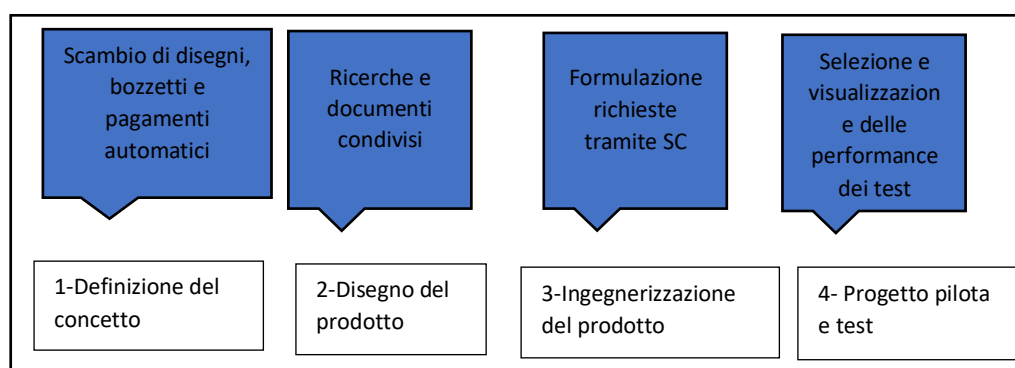 Scambio di disegni,
bozzetti e
pagamenti
automatici
Ricerche e
documenti
condivisi
Formulazione
richieste
tramite SC
Selezione e
visualizzazion
e delle
performance
dei test
1-Definizione del
concetto
2-Disegno del
prodotto
3-Ingegnerizzazione
del prodotto
4- Progetto pilota
e test